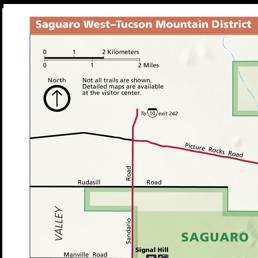 Saguaro West–Tucson Mountain District
0 1 2 Kilometers
0 1 2 Miles
North
Not all trails are shown.
Detailed maps are available
at the visitor center.
To 10 exit 242
Picture Rocks Road
Rudasill Road
Sandario Road
VALLEY
SAGUARO
Signal Hill
Manville Road